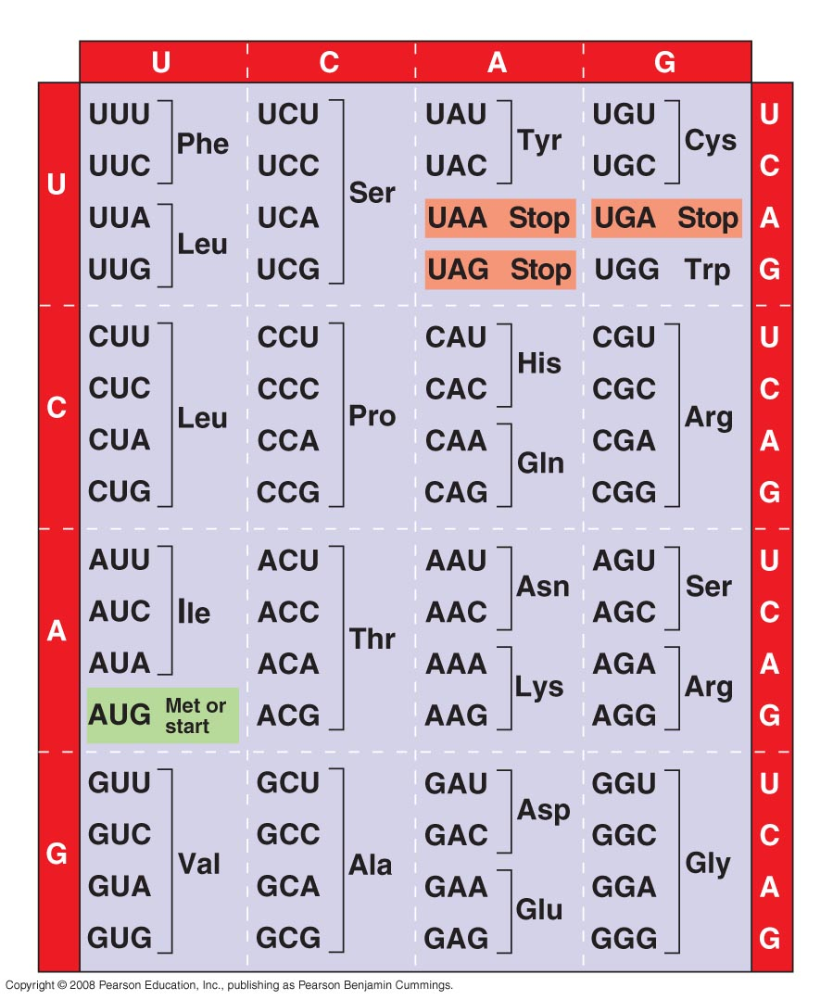 U C A G
U
UUU
UUC
Phe
UUA
UUG
Leu
UCU
UCC
UCA
UCG
Ser
UAU
UAC
Tyr
UAA Stop
UAG Stop
UGU
UGC
Cys
UGA Stop
UGG Trp
U
C
A
G
C
CUU
CUC
CUA
CUG
Leu
CCU
CCC
CCA
CCG
Pro
CAU
CAC
His
CAA
CAG
Gln
CGU
CGC
CGA
CGG
Arg
U
C
A
G
A
AUU
AUC
AUA
Ile
AUG Met or
start
ACU
ACC
ACA
ACG
Thr
AAU
AAC
Asn
AAA
AAG
Lys
AGU
AGC
Ser
AGA
AGG
Arg
U
C
A
G
G
GUU
GUC
GUA
GUG
Val
GCU
GCC
GCA
GCG
Ala
GAU
GAC
Asp
GAA
GAG
Glu
GGU
GGC
GGA
GGG
Gly
U
C
A
G
Copyright © 2008 Pearson Education, Inc., publishing as Pearson Benjamin Cummings.